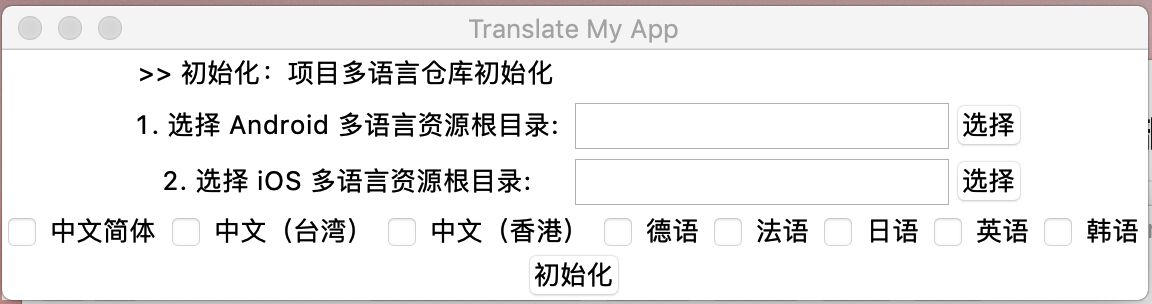 Translate My App
>> 初始化：项目多语言仓库初始化
1. 选择 Android 多语言资源根目录: 选择
2. 选择 iOS 多语言资源根目录: 选择
中文简体 中文（台湾） 中文（香港） 德语 法语 日语 英语 韩语
初始化